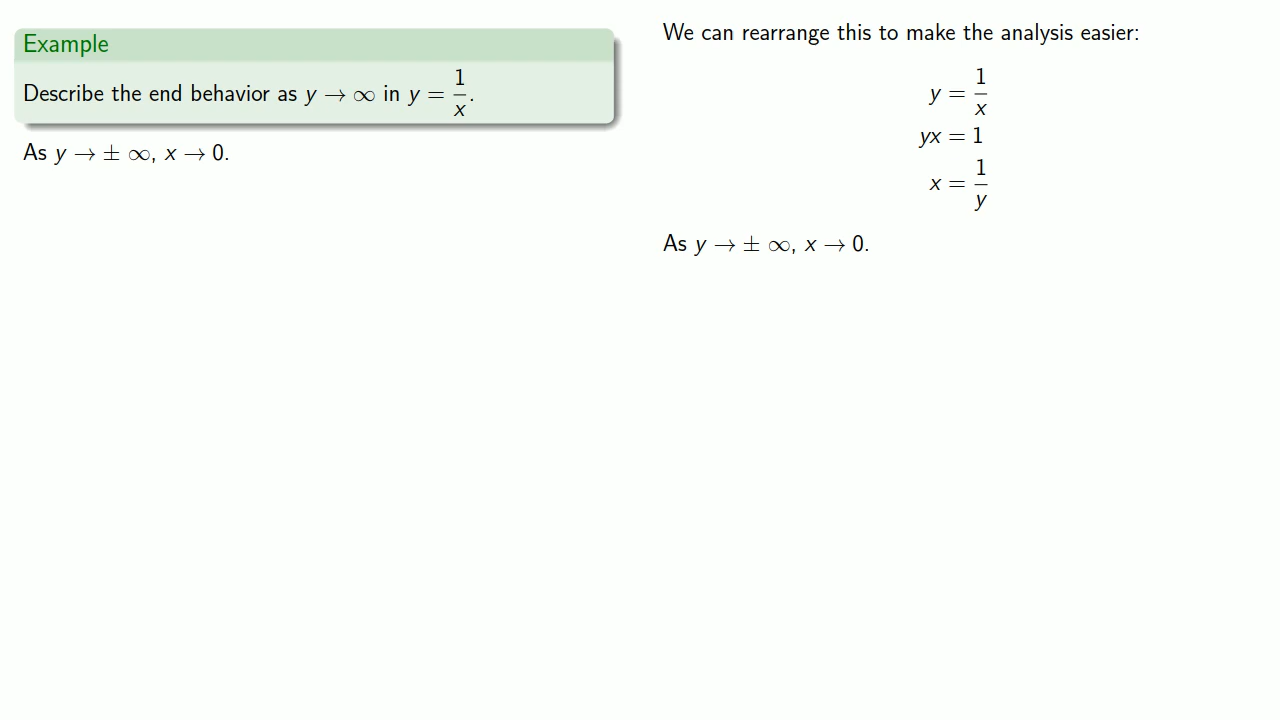 Example
Describe the end behavior as y → ∞ in y = 1/x.
As y → ± ∞, x → 0.
We can rearrange this to make the analysis easier:
y = 1/x
yx = 1
x = 1/y
As y → ± ∞, x → 0.